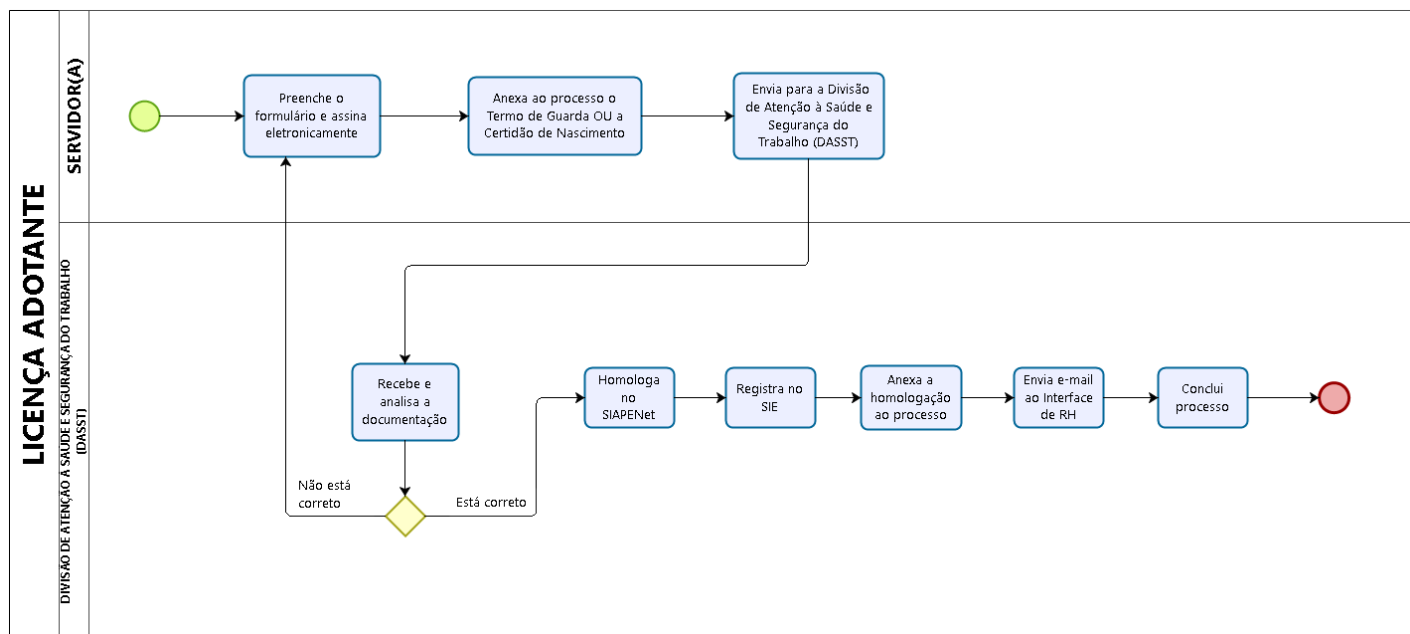 LICENÇA ADOTANTE
SERVIDOR(A)
Preenche o
formulário e assina
eletronicamente
Anexa ao processo o
Termo de Guarda OU a
Certidão de Nascimento
Envia para a Divisão
de Atenção à Saúde e
Segurança do
Trabalho (DASST)
DIVISÃO DE ATENÇÃO A SAUDE E SEGURANÇA DO TRABALHO
(DASST)
Recebe e
analisa a
documentação
Não está
correto
Está correto
Homologa
no
SIAPENet
Registra no
SIE
Anexa a
homologação
ao processo
Envia e-mail
ao Interface
de RH
Conclui
processo